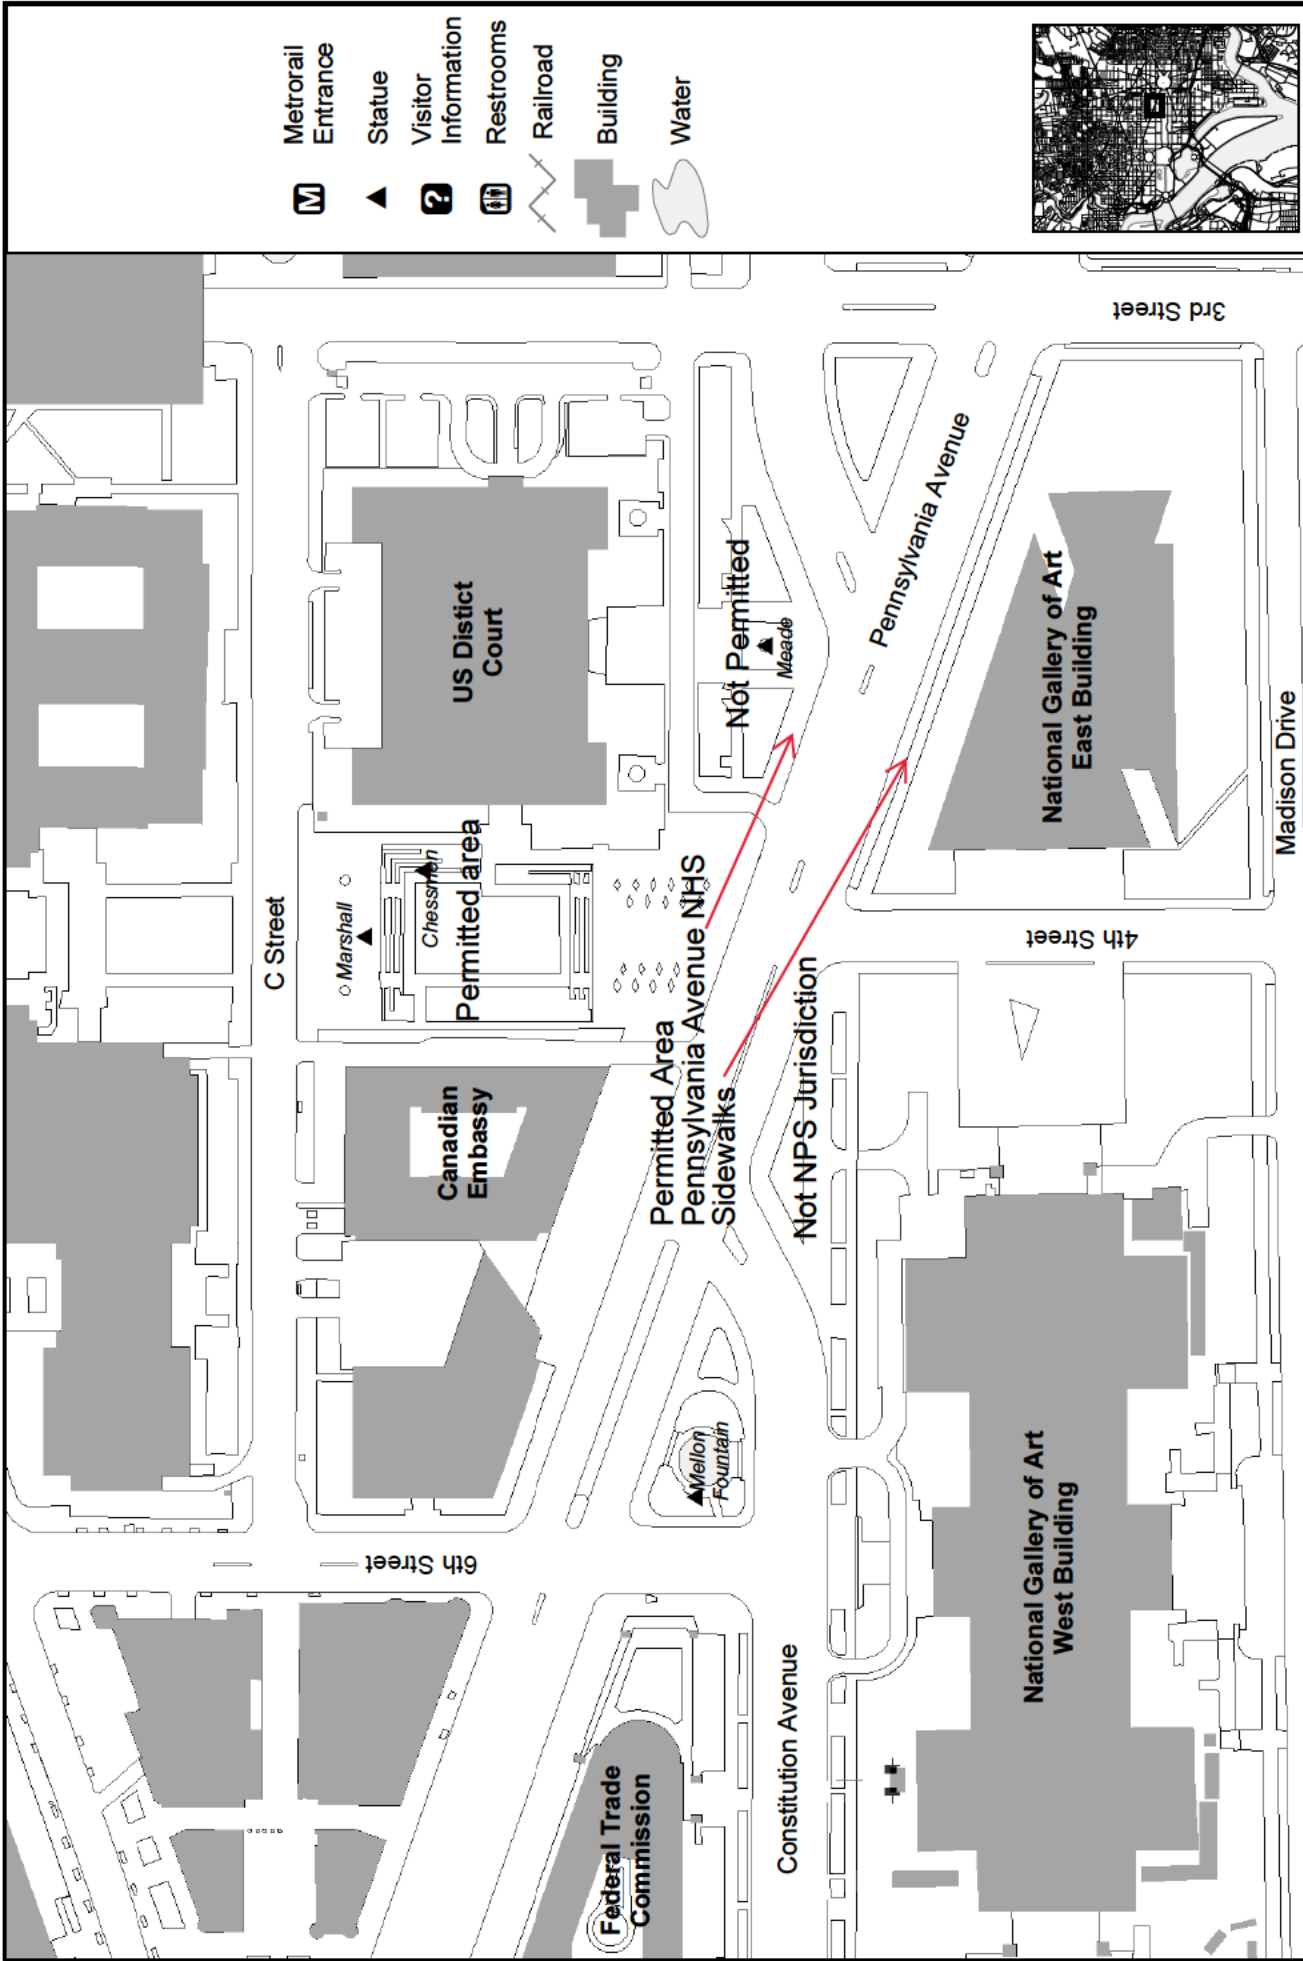 Metrorail
Entrance
Statue
Visitor
Information
Restrooms
Railroad
Building
Water
M
?
C Street
Marshall
Chessmen
Permitted area
US Distict
Court
Canadian
Embassy
Not Permitted
Meade
Pennsylvania Avenue
3rd Street
Permitted Area
Pennsylvania Avenue NHS
Sidewalks
Not NPS Jurisdiction
4th Street
National Gallery of Art
East Building
Madison Drive
6th Street
Mellon
Fountain
Federal Trade
Commission
Constitution Avenue
National Gallery of Art
West Building